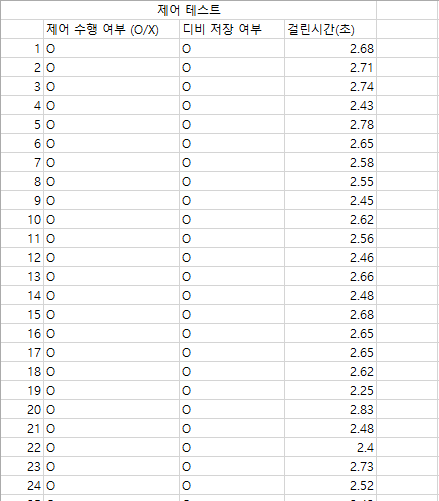 제어 테스트
제어 수행 여부 (O/X) 디비 저장 여부 걸린시간(초)
1 O O 2.68
2 O O 2.71
3 O O 2.74
4 O O 2.43
5 O O 2.78
6 O O 2.65
7 O O 2.58
8 O O 2.55
9 O O 2.45
10 O O 2.62
11 O O 2.56
12 O O 2.46
13 O O 2.66
14 O O 2.48
15 O O 2.68
16 O O 2.65
17 O O 2.65
18 O O 2.62
19 O O 2.25
20 O O 2.83
21 O O 2.48
22 O O 2.4
23 O O 2.73
24 O O 2.52